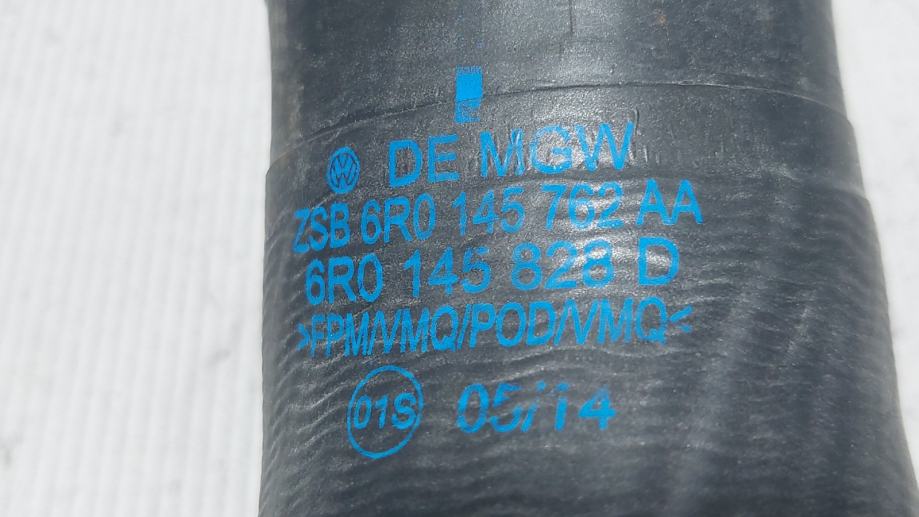 DE MGW
ZSB 6R0 145 762 AA
6R0 145 828 D
>FPM/VMQ/POD/VMQ<
01S 05/14